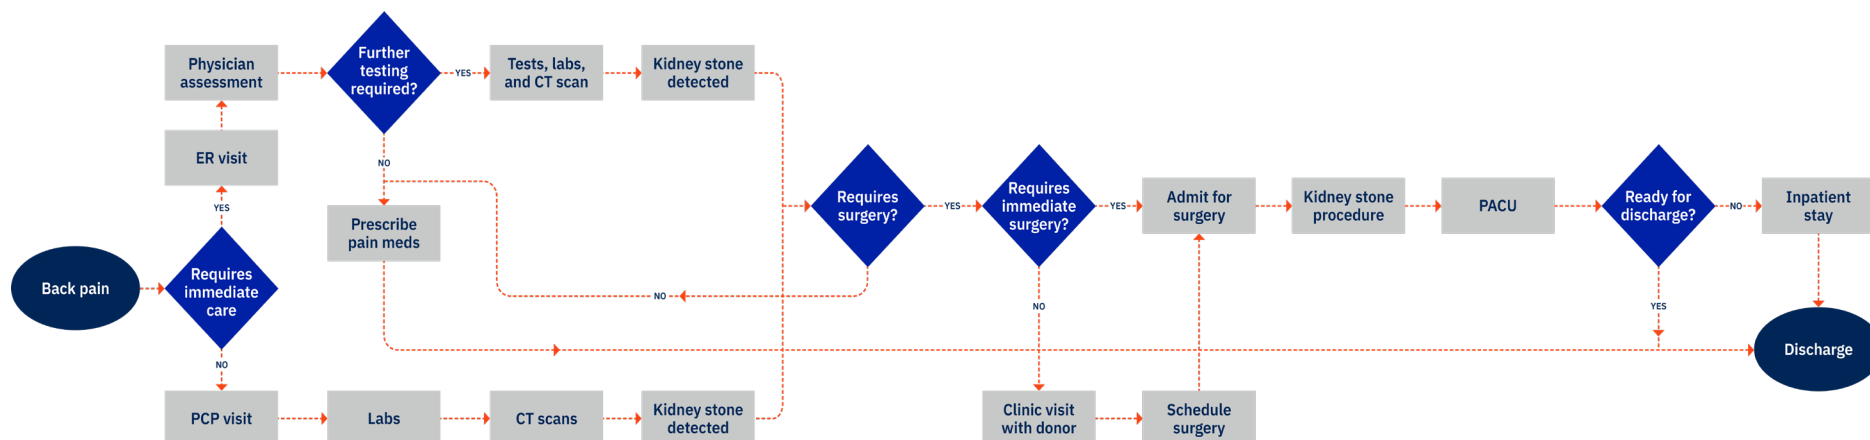 Physician
assessment
Further
testing
required?
YES
Tests, labs,
and CT scan
Kidney stone
detected
ER visit
NO
YES
Prescribe
pain meds
Back pain
Requires
immediate
care
NO
PCP visit
Labs
CT scans
Kidney stone
detected
Requires
surgery?
NO
YES
Requires
immediate
surgery?
YES
NO
Clinic visit
with donor
Schedule
surgery
Admit for
surgery
Kidney stone
procedure
PACU
Ready for
discharge?
NO
Inpatient
stay
YES
Discharge